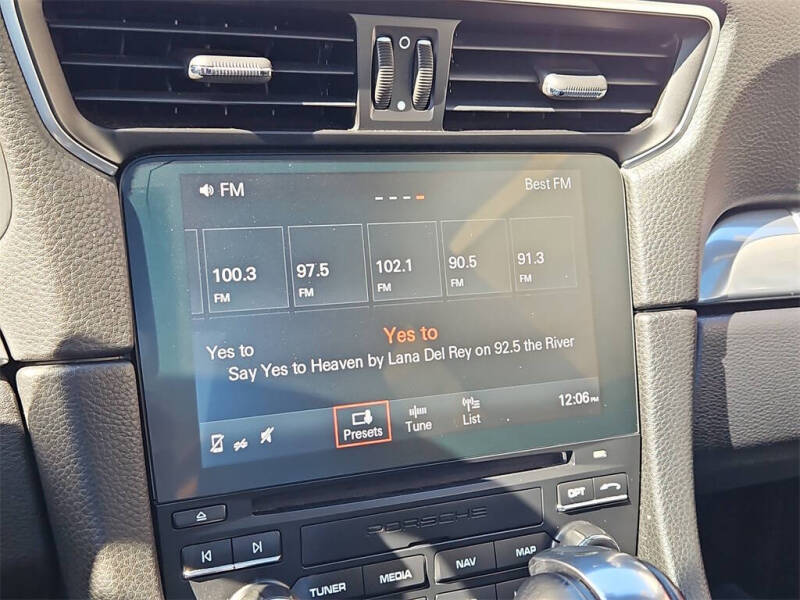 FM
Best FM
100.3 97.5 102.1 90.5 91.3
FM FM FM FM FM
Yes to
Yes to
Say Yes to Heaven by Lana Del Rey on 92.5 the River
Presets Tune List 12:06 PM
PORSCHE
OPT
TUNER MEDIA NAV MAP